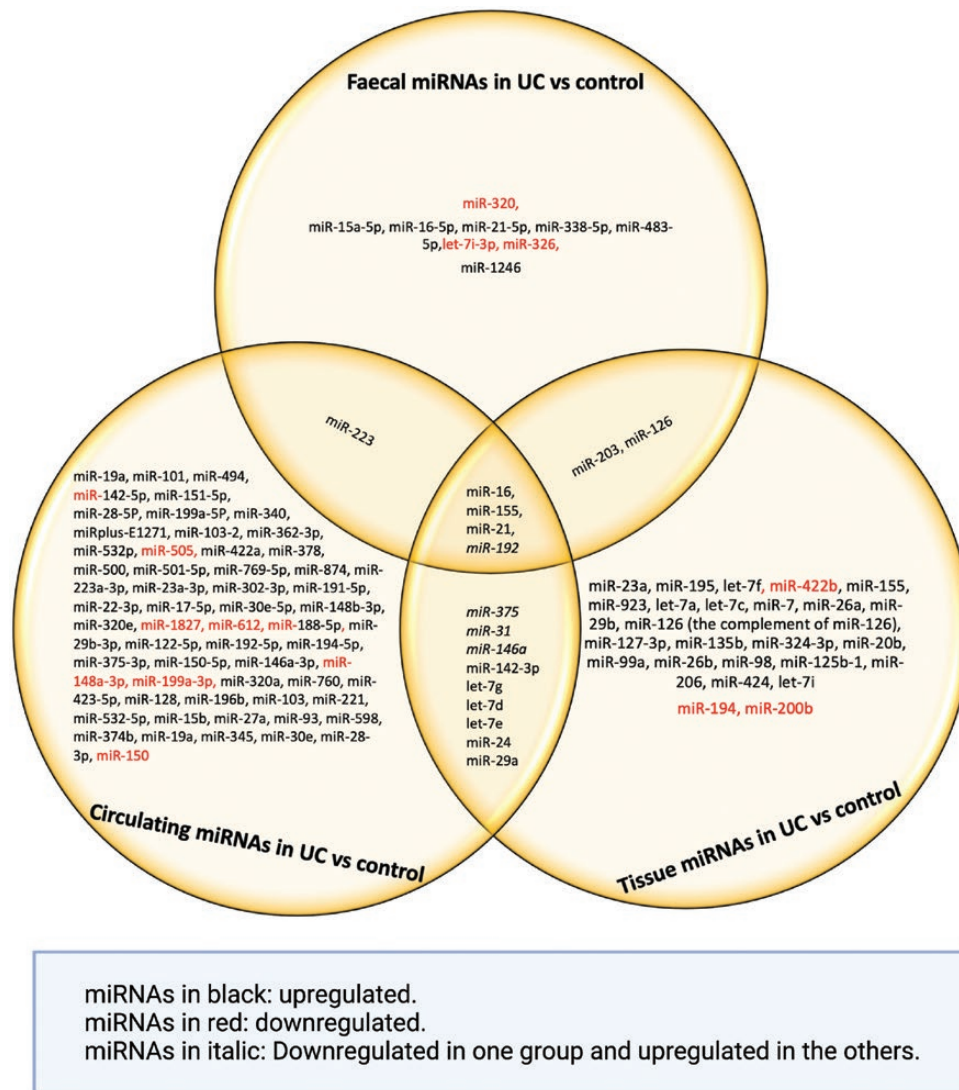 Faecal miRNAs in UC vs control
miR-320,
miR-15a-5p, miR-16-5p, miR-21-5p, miR-338-5p, miR-483-
5p,let-7i-3p, miR-326,
miR-1246
miR-223
miR-203, miR-126
miR-16,
miR-155,
miR-21,
miR-192
miR-19a, miR-101, miR-494,
miR-142-5p, miR-151-5p,
miR-28-5P, miR-199a-5P, miR-340,
miRplus-E1271, miR-103-2, miR-362-3p,
miR-532p, miR-505, miR-422a, miR-378,
miR-500, miR-501-5p, miR-769-5p, miR-874, miR-
223a-3p, miR-23a-3p, miR-302-3p, miR-191-5p,
miR-22-3p, miR-17-5p, miR-30e-5p, miR-148b-3p,
miR-320e, miR-1827, miR-612, miR-188-5p, miR-
29b-3p, miR-122-5p, miR-192-5p, miR-194-5p,
miR-375-3p, miR-150-5p, miR-146a-3p, miR-
148a-3p, miR-199a-3p, miR-320a, miR-760, miR-
423-5p, miR-128, miR-196b, miR-103, miR-221,
miR-532-5p, miR-15b, miR-27a, miR-93, miR-598,
miR-374b, miR-19a, miR-345, miR-30e, miR-28-
3p, miR-150
miR-375
miR-31
miR-146a
miR-142-3p
let-7g
let-7d
let-7e
miR-24
miR-29a
miR-23a, miR-195, let-7f, miR-422b, miR-155,
miR-923, let-7a, let-7c, miR-7, miR-26a, miR-
29b, miR-126 (the complement of miR-126),
miR-127-3p, miR-135b, miR-324-3p, miR-20b,
miR-99a, miR-26b, miR-98, miR-125b-1, miR-
206, miR-424, let-7i
miR-194, miR-200b
Circulating miRNAs in UC vs control
Tissue miRNAs in UC vs control
miRNAs in black: upregulated.
miRNAs in red: downregulated.
miRNAs in italic: Downregulated in one group and upregulated in the others.